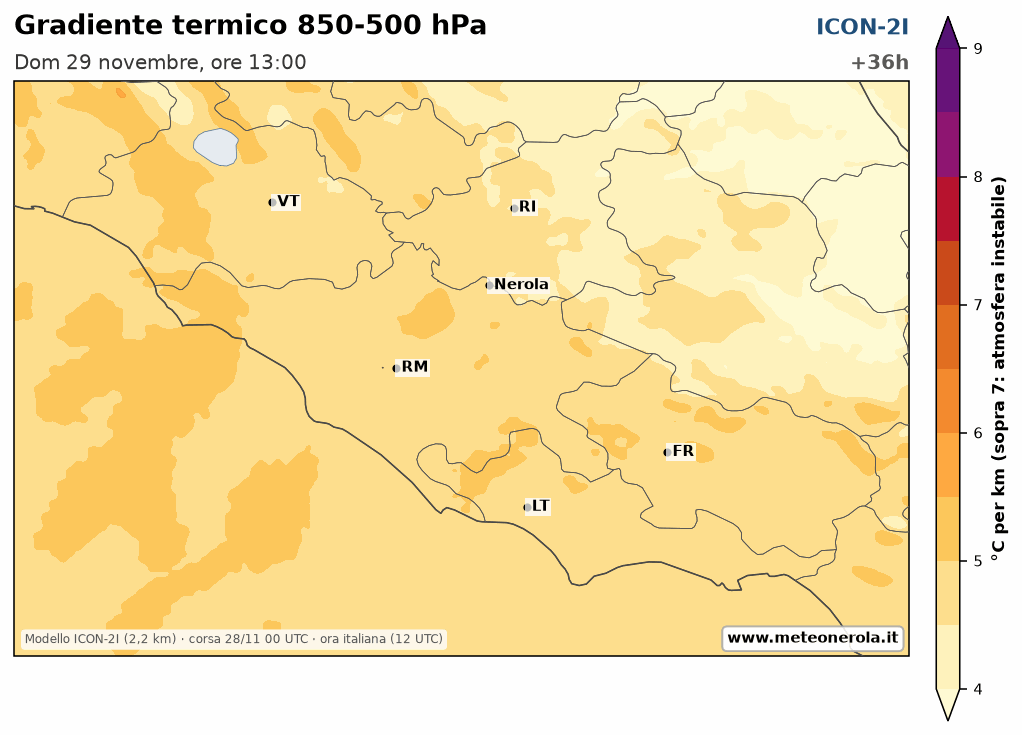 Gradiente termico 850-500 hPa
ICON-2I
Dom 29 novembre, ore 13:00
+36h
VT
RI
Nerola
RM
FR
LT
Modello ICON-2I (2,2 km) · corsa 28/11 00 UTC · ora italiana (12 UTC)
www.meteonerola.it
9
8
7
6
5
4
°C per km (sopra 7: atmosfera instabile)